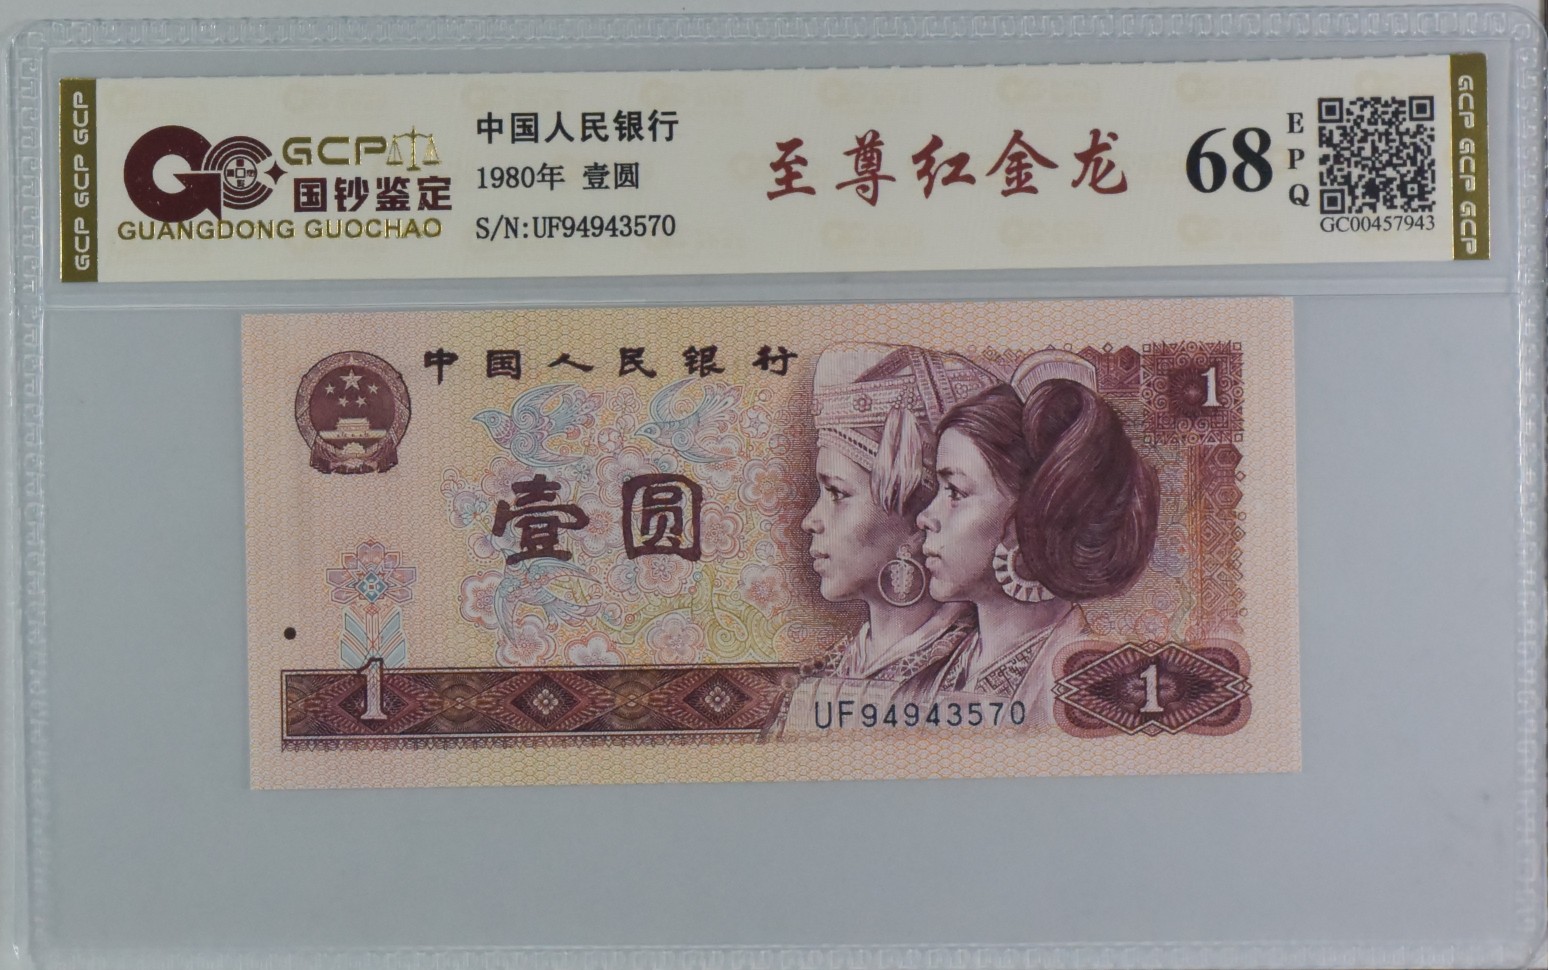 GCP GCP GCP
GCP
国钞鉴定
GUANGDONG GUOCHAO
中国人民银行
1980年 壹圆
S/N:UF94943570
至尊红金龙
68
EPQ
GC00457943
GCP GCP GCP
中国人民银行
1
壹圆
1
UF94943570
1